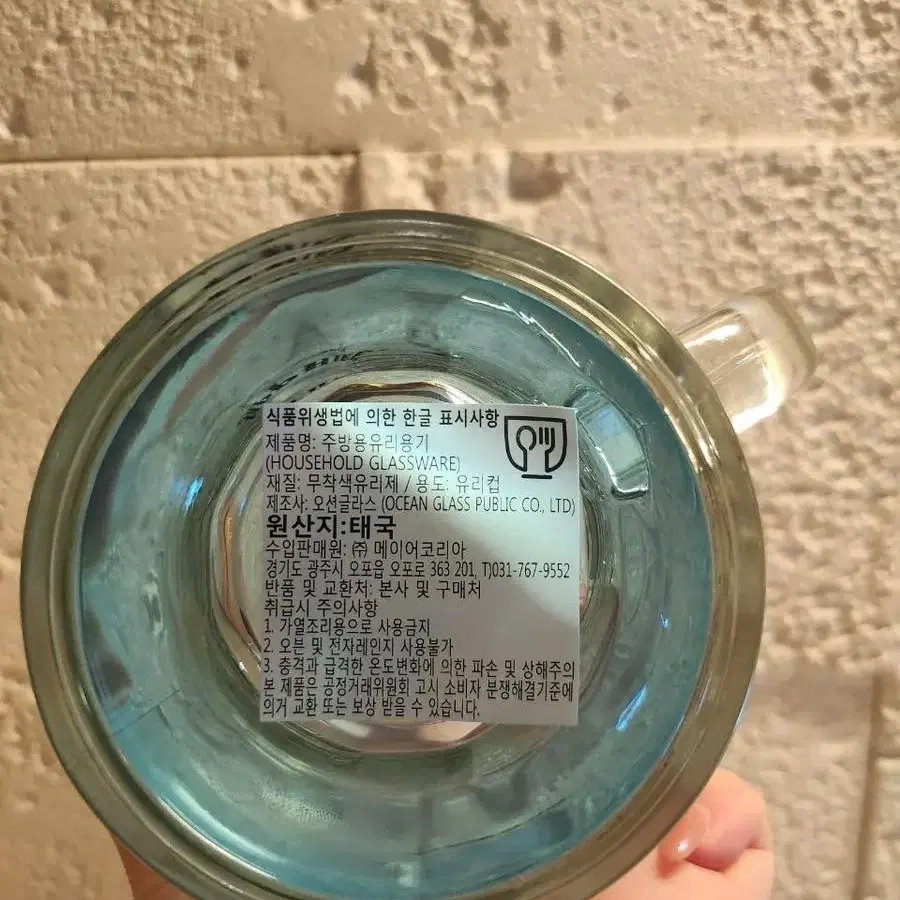 식품위생법에 의한 한글 표시사항
제품명: 주방용유리용기
(HOUSEHOLD GLASSWARE)
재질: 무착색유리제 / 용도: 유리컵
제조사: 오션글라스 (OCEAN GLASS PUBLIC CO., LTD)
원산지:태국
수입판매원: ㈜ 메이어코리아
경기도 광주시 오포읍 오포로 363 201, T)031-767-9552
반품 및 교환처: 본사 및 구매처
취급시 주의사항
1. 가열조리용으로 사용금지
2. 오븐 및 전자레인지 사용불가
3. 충격과 급격한 온도변화에 의한 파손 및 상해주의
본 제품은 공정거래위원회 고시 소비자 분쟁해결기준에
의거 교환 또는 보상 받을 수 있습니다.